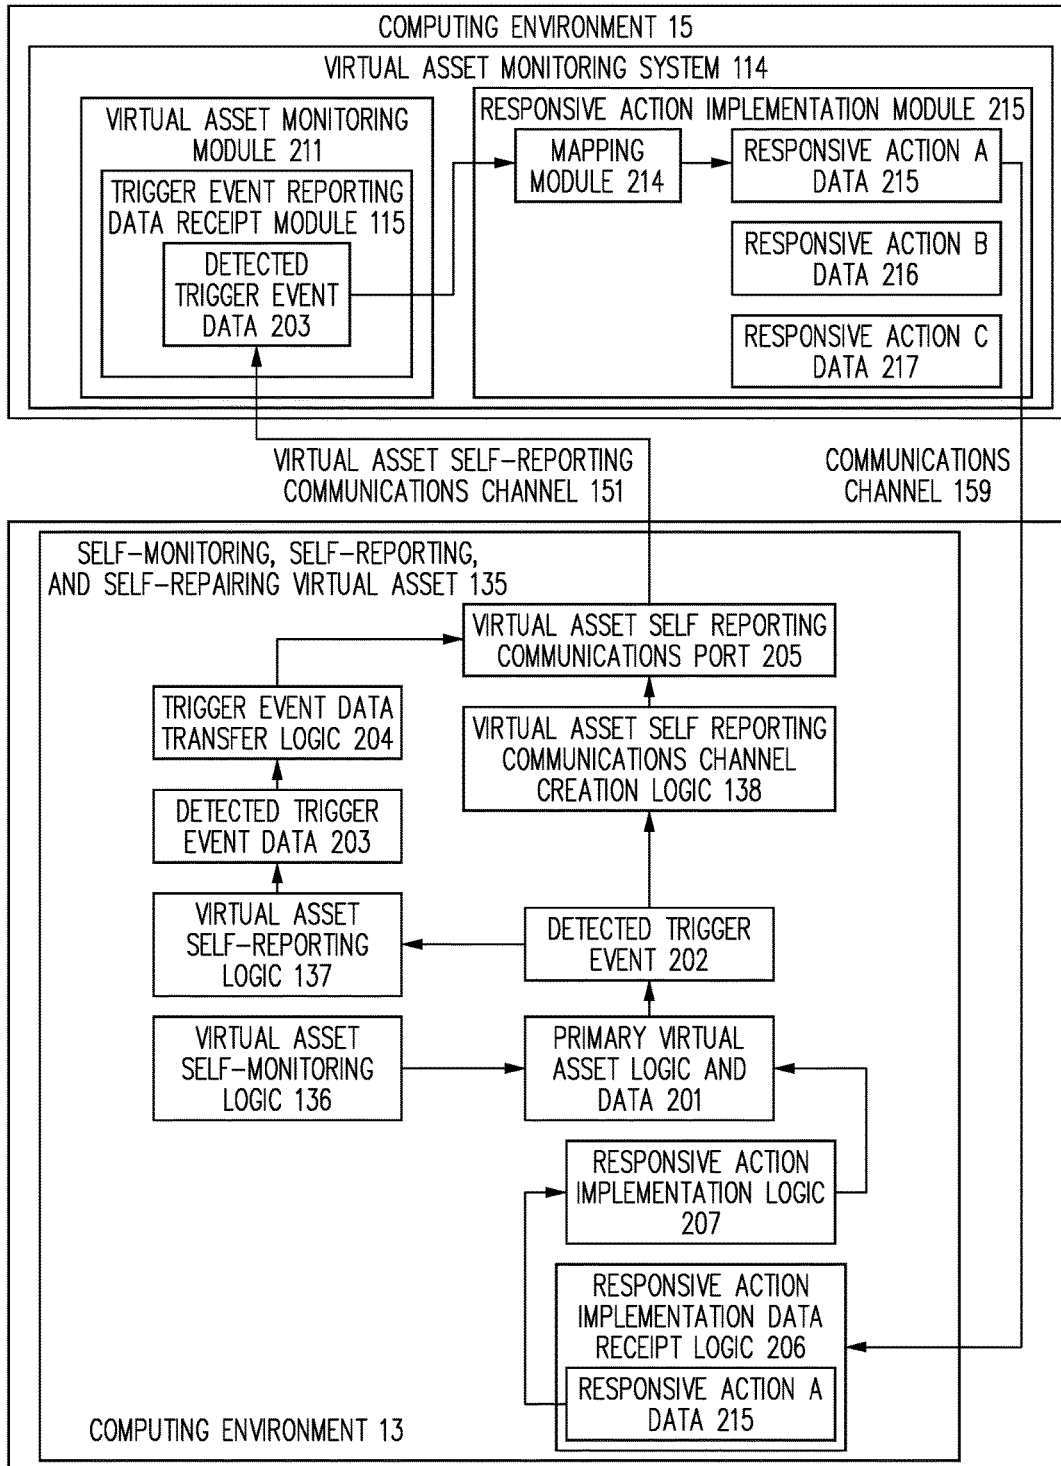 COMPUTING ENVIRONMENT 15
VIRTUAL ASSET MONITORING SYSTEM 114
VIRTUAL ASSET MONITORING
MODULE 211
TRIGGER EVENT REPORTING
DATA RECEIPT MODULE 115
DETECTED
TRIGGER EVENT
DATA 203
RESPONSIVE ACTION IMPLEMENTATION MODULE 215
MAPPING
MODULE 214
RESPONSIVE ACTION A
DATA 215
RESPONSIVE ACTION B
DATA 216
RESPONSIVE ACTION C
DATA 217
VIRTUAL ASSET SELF-REPORTING
COMMUNICATIONS CHANNEL 151
COMMUNICATIONS
CHANNEL 159
SELF-MONITORING, SELF-REPORTING,
AND SELF-REPAIRING VIRTUAL ASSET 135
VIRTUAL ASSET SELF REPORTING
COMMUNICATIONS PORT 205
TRIGGER EVENT DATA
TRANSFER LOGIC 204
VIRTUAL ASSET SELF REPORTING
COMMUNICATIONS CHANNEL
CREATION LOGIC 138
DETECTED TRIGGER
EVENT DATA 203
VIRTUAL ASSET
SELF-REPORTING
LOGIC 137
DETECTED TRIGGER
EVENT 202
VIRTUAL ASSET
SELF-MONITORING
LOGIC 136
PRIMARY VIRTUAL
ASSET LOGIC AND
DATA 201
RESPONSIVE ACTION
IMPLEMENTATION LOGIC
207
RESPONSIVE ACTION
IMPLEMENTATION DATA
RECEIPT LOGIC 206
RESPONSIVE ACTION A
DATA 215
COMPUTING ENVIRONMENT 13